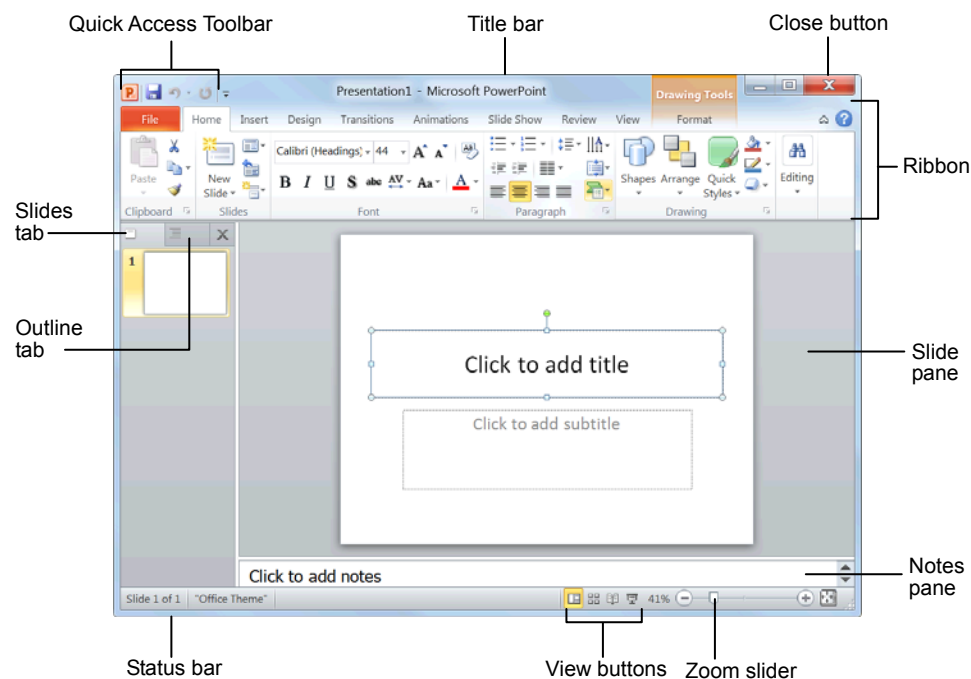 Quick Access Toolbar
Title bar
Close button
Presentation1 - Microsoft PowerPoint
Drawing Tools
File
Home
Insert
Design
Transitions
Animations
Slide Show
Review
View
Format
Ribbon
Paste
New
Slide
Calibri (Headings)
44
B I U S abc AV Aa A
Shapes
Arrange
Quick
Styles
Editing
Clipboard
Slides
Font
Paragraph
Drawing
Slides
tab
1
Outline
tab
Click to add title
Click to add subtitle
Slide
pane
Click to add notes
Notes
pane
Slide 1 of 1
"Office Theme"
41%
Status bar
View buttons
Zoom slider